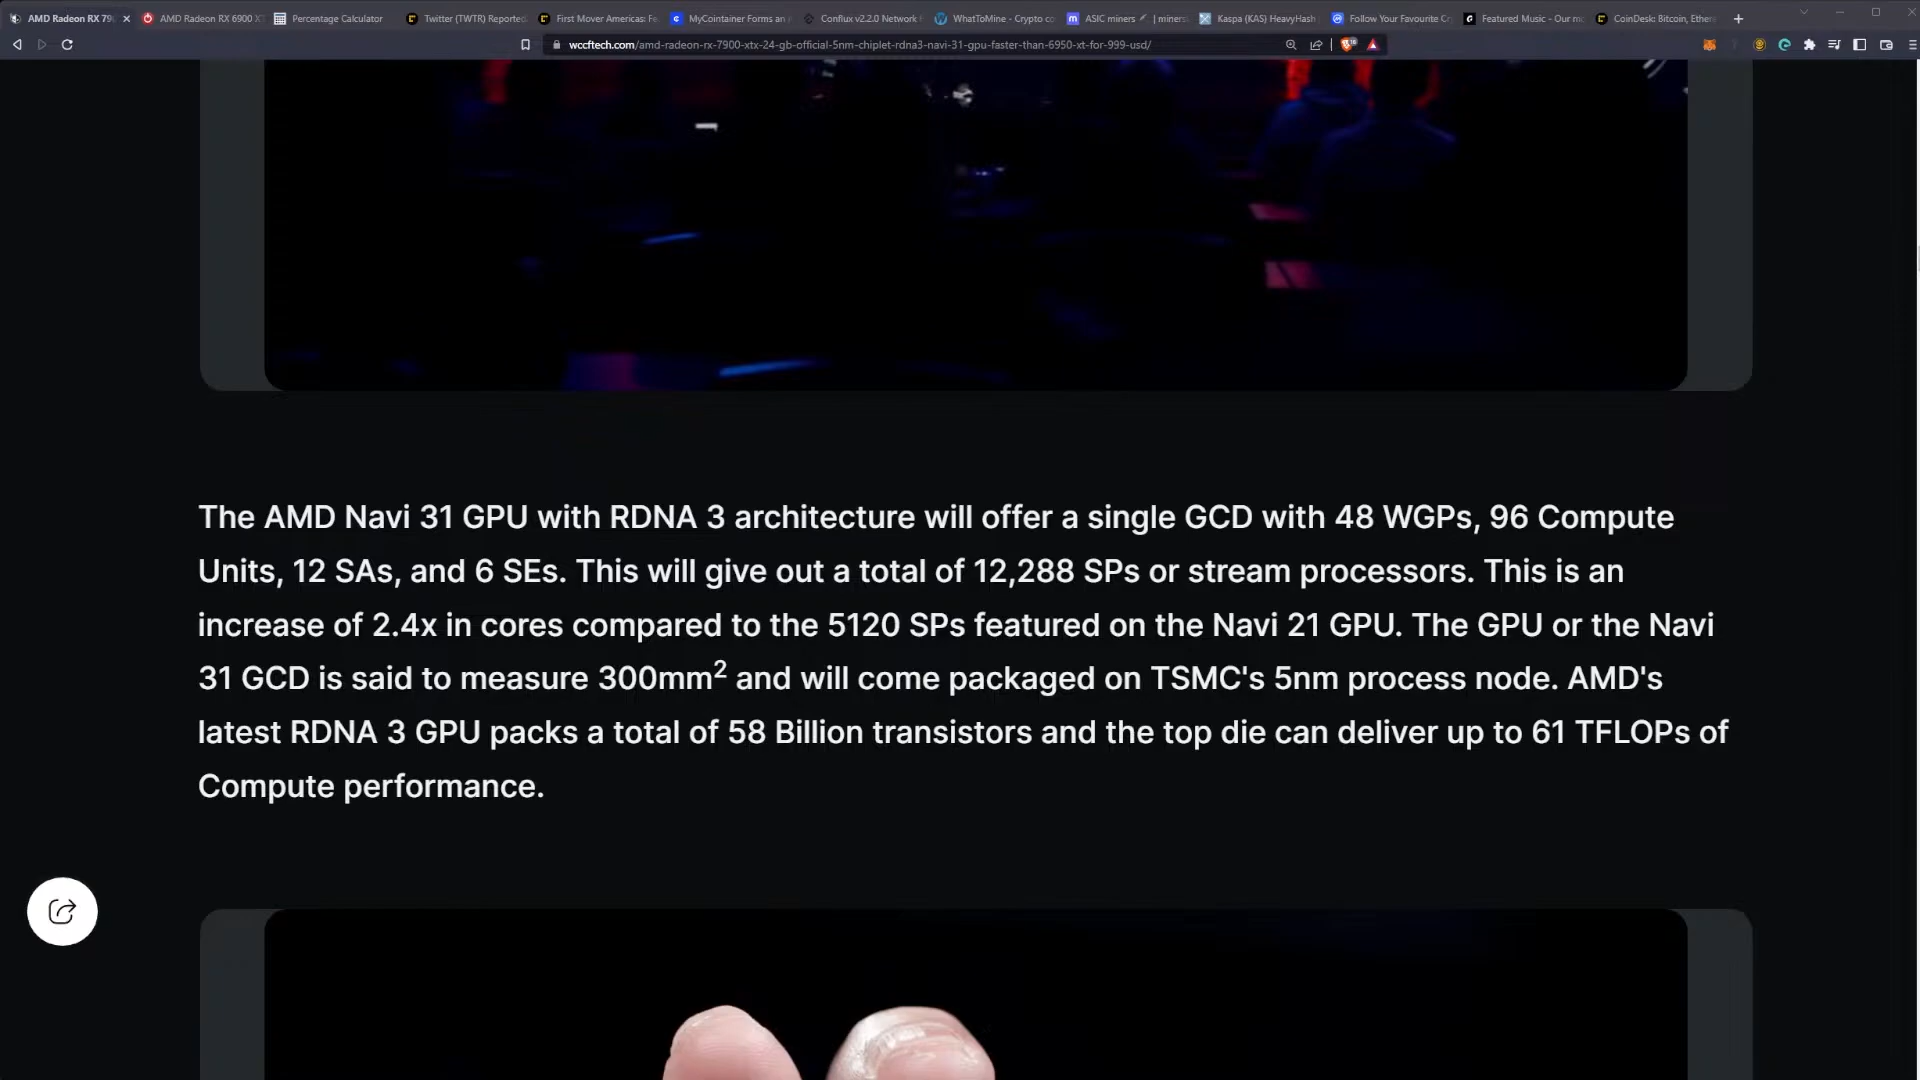 AMD Radeon RX 79
AMD Radeon RX 6900 X
Percentage Calculator
Twitter (TWTR) Reported
First Mover Americas: Fe
MyCointainer Forms an
Conflux v2.2.0 Network
WhatToMine - Crypto co
ASIC miners
| miners
Kaspa (KAS) HeavyHash
Follow Your Favourite Cr
Featured Music - Our m
CoinDesk: Bitcoin, Ether
wccftech.com/amd-radeon-rx-7900-xtx-24-gb-official-5nm-chiplet-rdna3-navi-31-gpu-faster-than-6950-xt-for-999-usd/
The AMD Navi 31 GPU with RDNA 3 architecture will offer a single GCD with 48 WGPs, 96 Compute
Units, 12 SAs, and 6 SEs. This will give out a total of 12,288 SPs or stream processors. This is an
increase of 2.4x in cores compared to the 5120 SPs featured on the Navi 21 GPU. The GPU or the Navi
31 GCD is said to measure 300mm² and will come packaged on TSMC's 5nm process node. AMD's
latest RDNA 3 GPU packs a total of 58 Billion transistors and the top die can deliver up to 61 TFLOPs of
Compute performance.